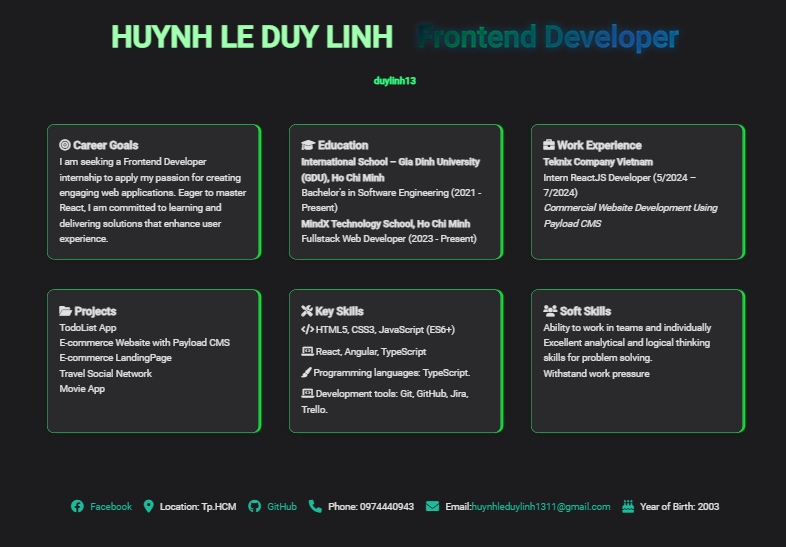 HUYNH LE DUY LINH Frontend Developer
duylinh13
Career Goals
I am seeking a Frontend Developer
internship to apply my passion for creating
engaging web applications. Eager to master
React, I am committed to learning and
delivering solutions that enhance user
experience.
Education
International School – Gia Dinh University
(GDU), Ho Chi Minh
Bachelor's in Software Engineering (2021 -
Present)
MindX Technology School, Ho Chi Minh
Fullstack Web Developer (2023 - Present)
Work Experience
Teknix Company Vietnam
Intern ReactJS Developer (5/2024 –
7/2024)
Commercial Website Development Using
Payload CMS
Projects
TodoList App
E-commerce Website with Payload CMS
E-commerce LandingPage
Travel Social Network
Movie App
Key Skills
HTML5, CSS3, JavaScript (ES6+)
React, Angular, TypeScript
Programming languages: TypeScript.
Development tools: Git, GitHub, Jira,
Trello.
Soft Skills
Ability to work in teams and individually
Excellent analytical and logical thinking
skills for problem solving.
Withstand work pressure
Facebook Location: Tp.HCM GitHub Phone: 0974440943 Email:huynhleduylinh1311@gmail.com Year of Birth: 2003